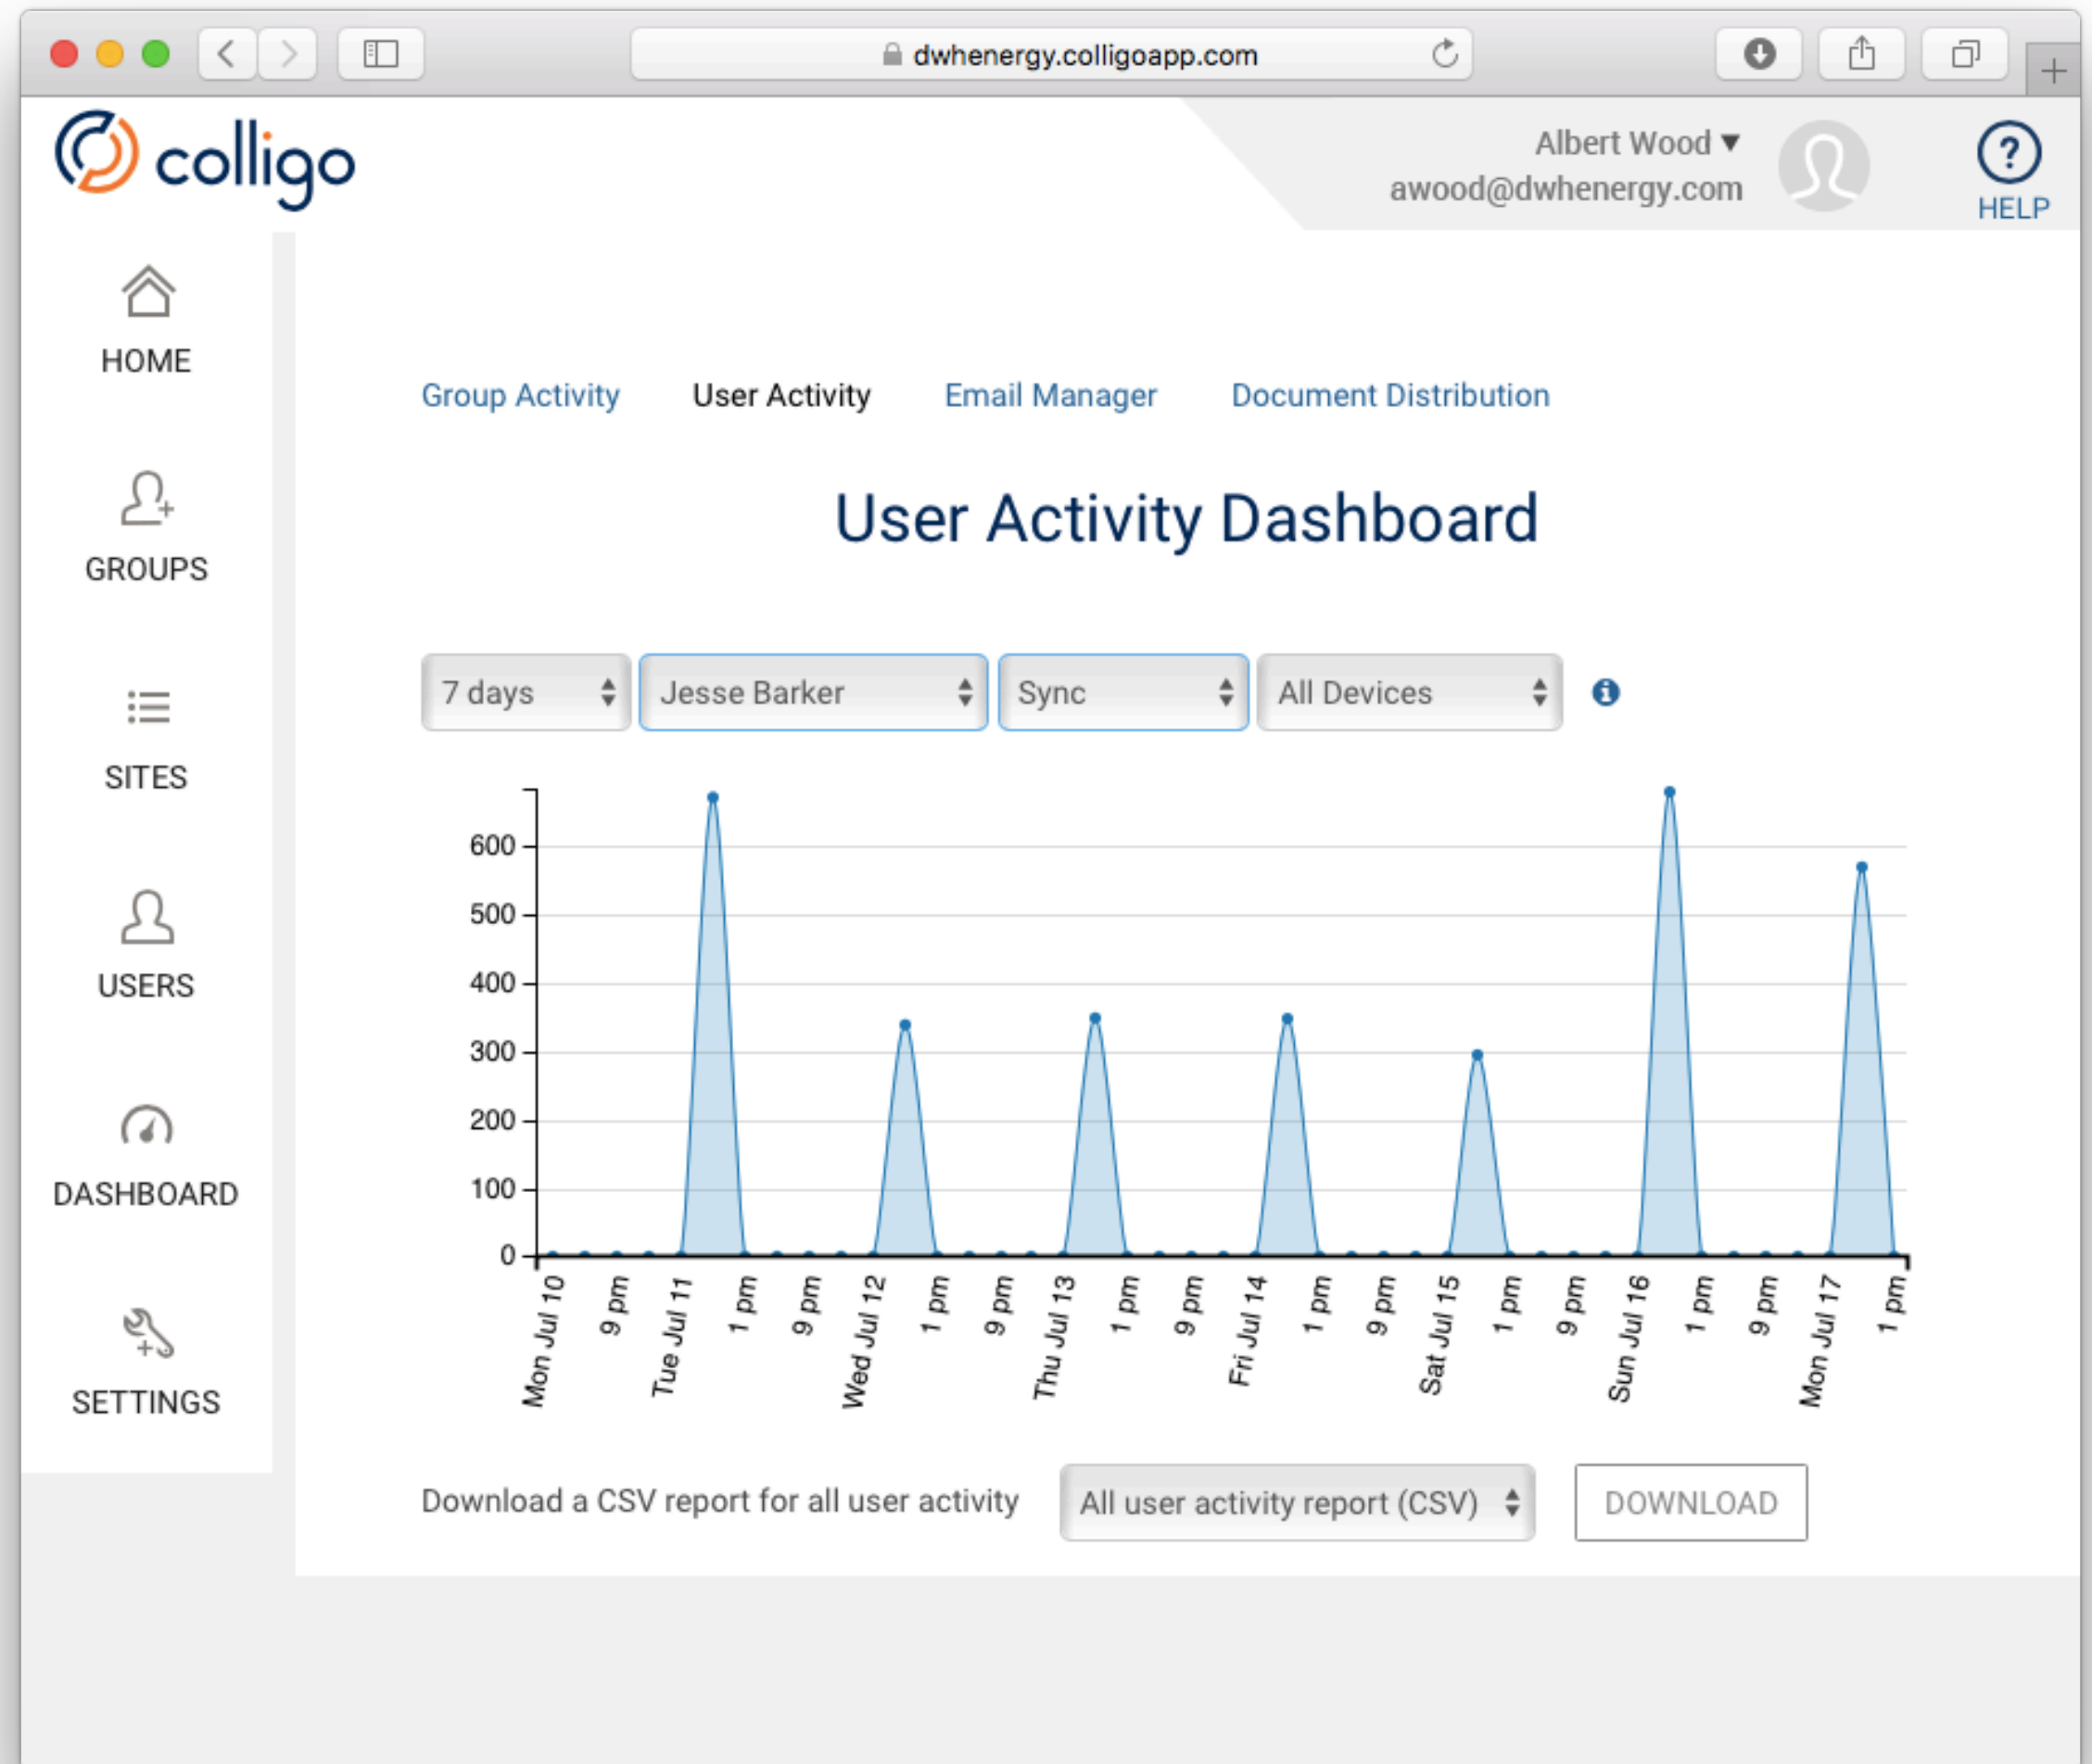 dwhenergy.colligoapp.com
colligo
Albert Wood ▼
awood@dwhenergy.com
?
HELP
HOME
GROUPS
SITES
USERS
DASHBOARD
SETTINGS
Group Activity User Activity Email Manager Document Distribution
User Activity Dashboard
7 days Jesse Barker Sync All Devices i
600
500
400
300
200
100
0
Mon Jul 10 9 pm Tue Jul 11 1 pm 9 pm Wed Jul 12 1 pm 9 pm Thu Jul 13 1 pm 9 pm Fri Jul 14 1 pm 9 pm Sat Jul 15 1 pm 9 pm Sun Jul 16 1 pm 9 pm Mon Jul 17 1 pm
Download a CSV report for all user activity All user activity report (CSV) DOWNLOAD